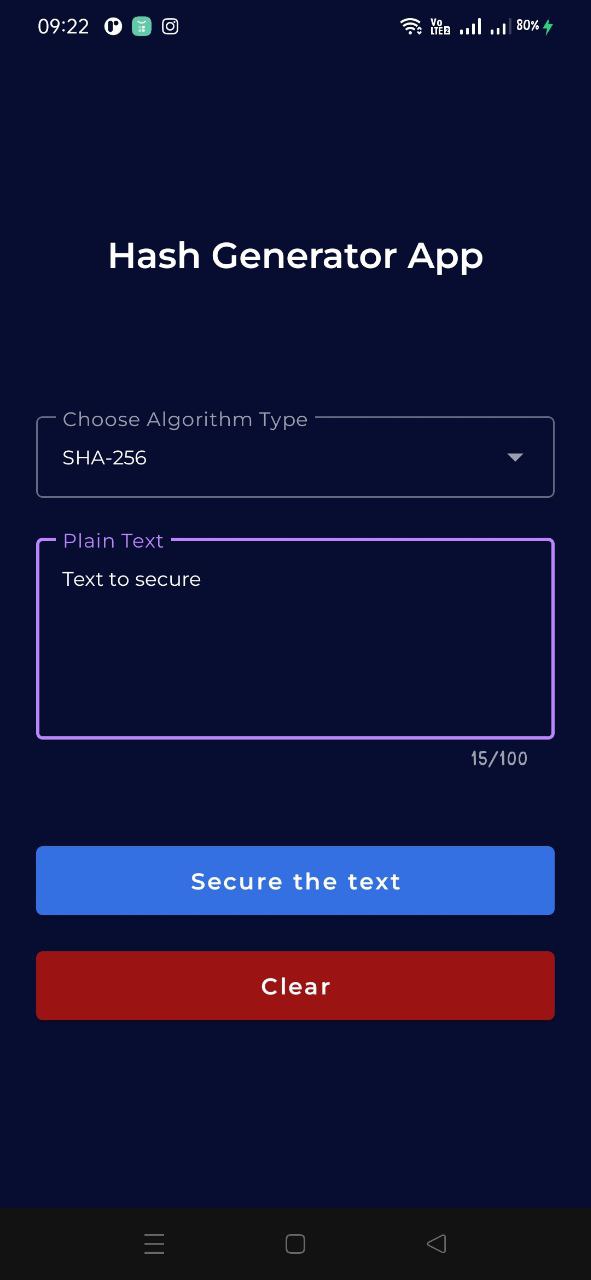 09:22
Vo
LTE2
80%
Hash Generator App
Choose Algorithm Type
SHA-256
Plain Text
Text to secure
15/100
Secure the text
Clear